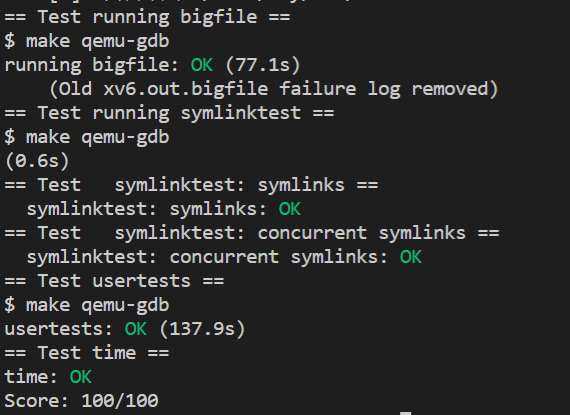 == Test running bigfile ==
$ make qemu-gdb
running bigfile: OK (77.1s)
    (Old xv6.out.bigfile failure log removed)
== Test running symlinktest ==
$ make qemu-gdb
(0.6s)
== Test   symlinktest: symlinks ==
  symlinktest: symlinks: OK
== Test   symlinktest: concurrent symlinks ==
  symlinktest: concurrent symlinks: OK
== Test usertests ==
$ make qemu-gdb
usertests: OK (137.9s)
== Test time ==
time: OK
Score: 100/100